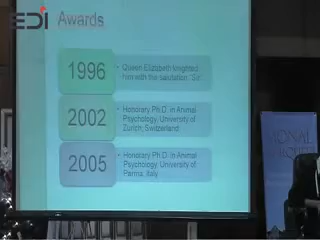 EDI
Awards
1996
• Queen Elizabeth knighted
him with the salutation "Sir"
2002
• Honorary Ph.D. in Animal
Psychology, University of
Zurich, Switzerland
2005
• Honorary Ph.D. in Animal
Psychology, University of
Parma, Italy
ONAL